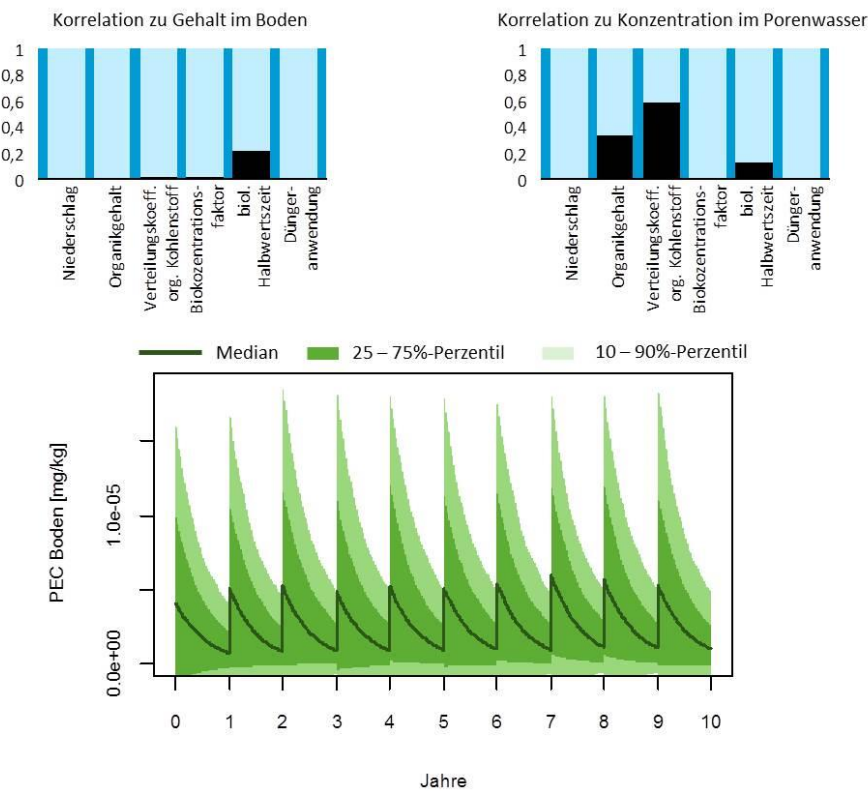 Korrelation zu Gehalt im Boden
1
0,8
0,6
0,4
0,2
0
Niederschlag
Organikgehalt
Verteilungskoeff.
org. Kohlenstoff
Biokozentrations-
faktor
biol.
Halbwertszeit
Dünger-
anwendung
Korrelation zu Konzentration im Porenwasser
1
0,8
0,6
0,4
0,2
0
Niederschlag
Organikgehalt
Verteilungskoeff.
org. Kohlenstoff
Biokozentrations-
faktor
biol.
Halbwertszeit
Dünger-
anwendung
Median
25 – 75%-Perzentil
10 – 90%-Perzentil
PEC Boden [mg/kg]
1.0e-05
0.0e+00
0 1 2 3 4 5 6 7 8 9 10
Jahre